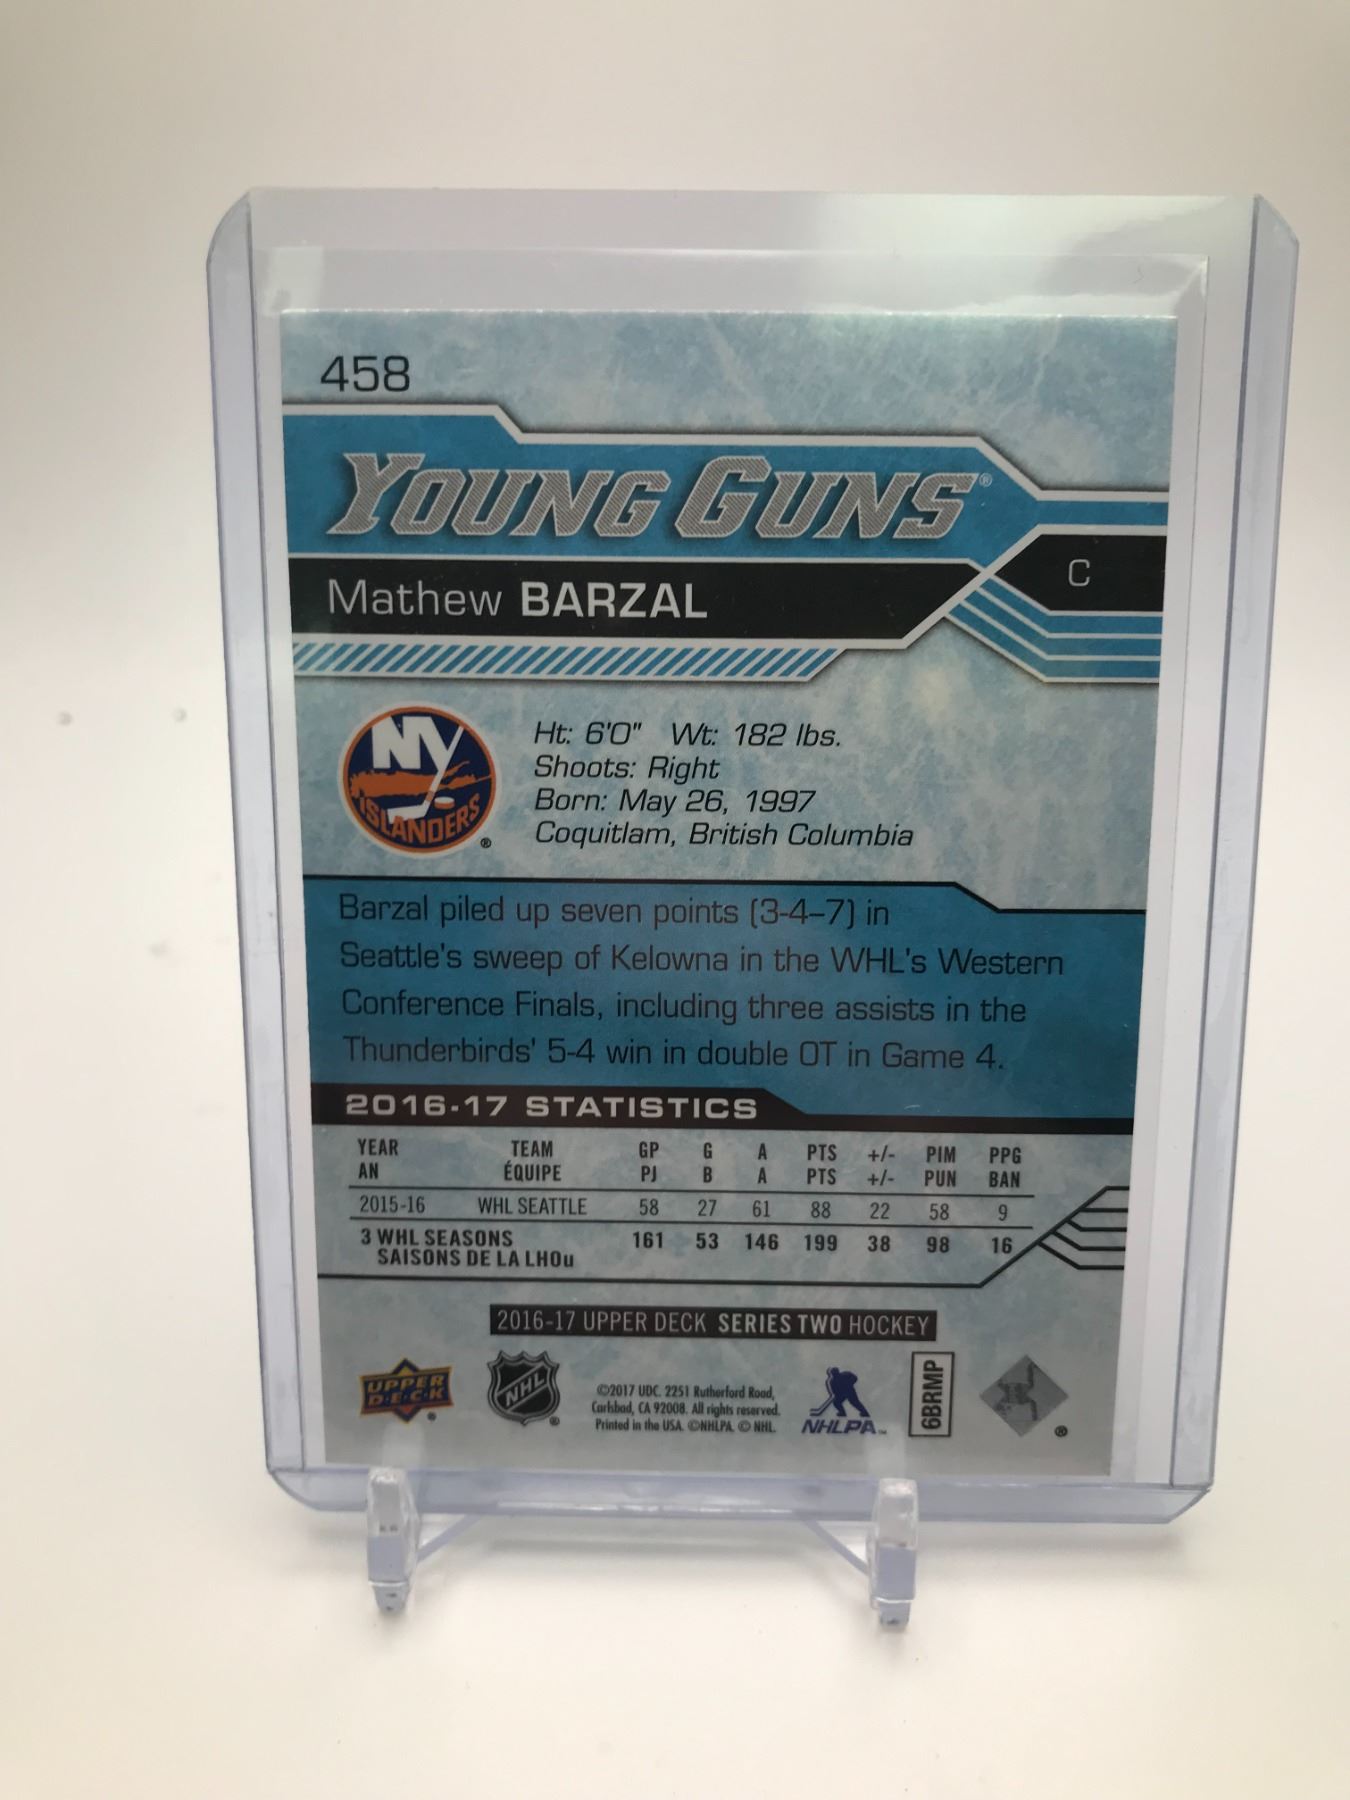 458
YOUNG GUNS®
Mathew BARZAL
C
NY
ISLANDERS
®
Ht: 6'0" Wt: 182 lbs.
Shoots: Right
Born: May 26, 1997
Coquitlam, British Columbia
Barzal piled up seven points (3-4–7) in
Seattle's sweep of Kelowna in the WHL's Western
Conference Finals, including three assists in the
Thunderbirds' 5-4 win in double OT in Game 4.
2016-17 STATISTICS
YEAR TEAM GP G A PTS +/- PIM PPG
AN ÉQUIPE PJ B A PTS +/- PUN BAN
2015-16 WHL SEATTLE 58 27 61 88 22 58 9
3 WHL SEASONS 161 53 146 199 38 98 16
SAISONS DE LA LHOu
2016-17 UPPER DECK SERIES TWO HOCKEY
UPPER
D·E·C·K
®
NHL
®
©2017 UDC. 2251 Rutherford Road,
Carlsbad, CA 92008. All rights reserved.
Printed in the USA. ©NHLPA. © NHL.
NHLPA™
6BRMP
®